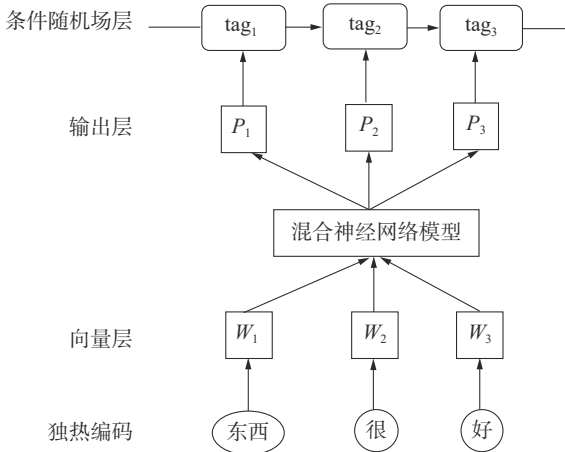 条件随机场层 tag₁ tag₂ tag₃
输出层 P₁ P₂ P₃
混合神经网络模型
向量层 W₁ W₂ W₃
独热编码 东西 很 好